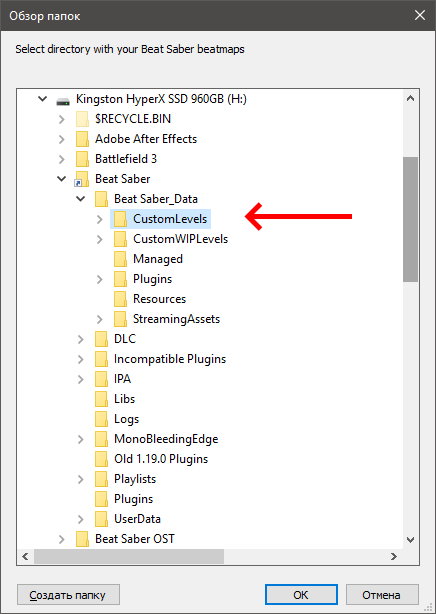 Обзор папок
Select directory with your Beat Saber beatmaps
Kingston HyperX SSD 960GB (H:)
$RECYCLE.BIN
Adobe After Effects
Battlefield 3
Beat Saber
Beat Saber_Data
CustomLevels
CustomWIPLevels
Managed
Plugins
Resources
StreamingAssets
DLC
Incompatible Plugins
IPA
Libs
Logs
MonoBleedingEdge
Old 1.19.0 Plugins
Playlists
Plugins
UserData
Beat Saber OST
Создать папку
OK
Отмена